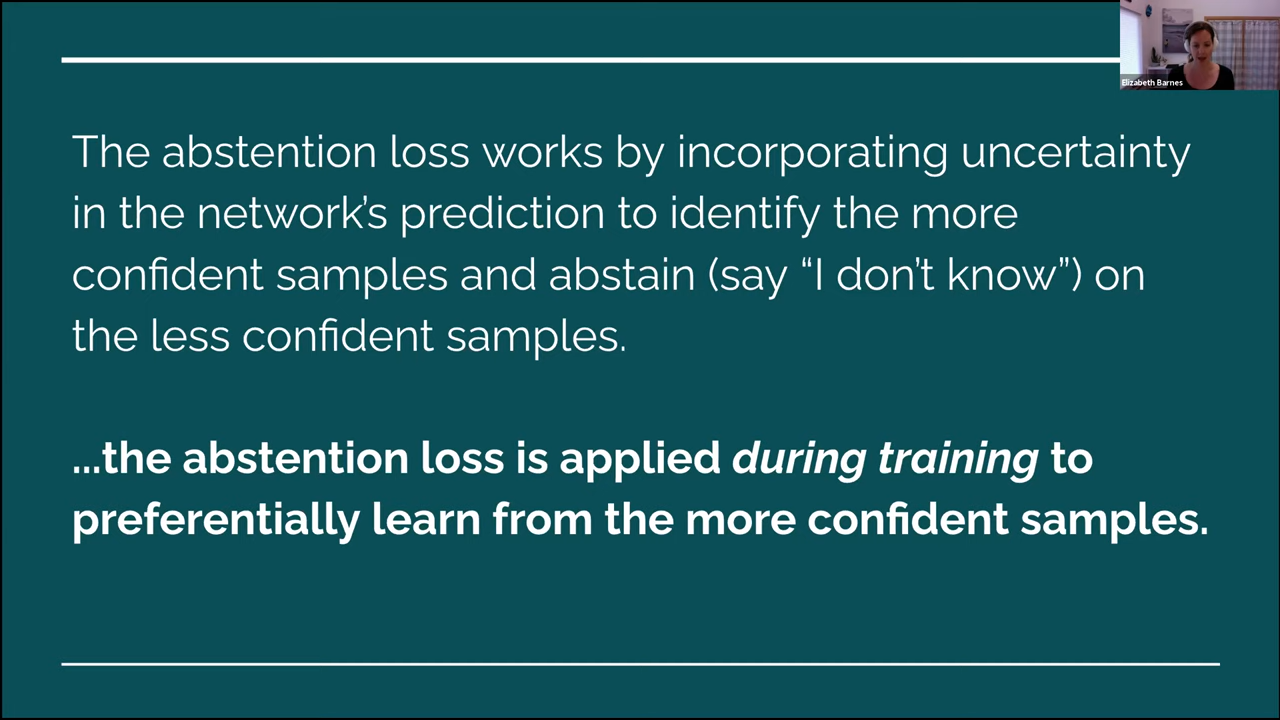 Elizabeth Barnes
The abstention loss works by incorporating uncertainty
in the network’s prediction to identify the more
confident samples and abstain (say “I don’t know”) on
the less confident samples.
...the abstention loss is applied during training to
preferentially learn from the more confident samples.